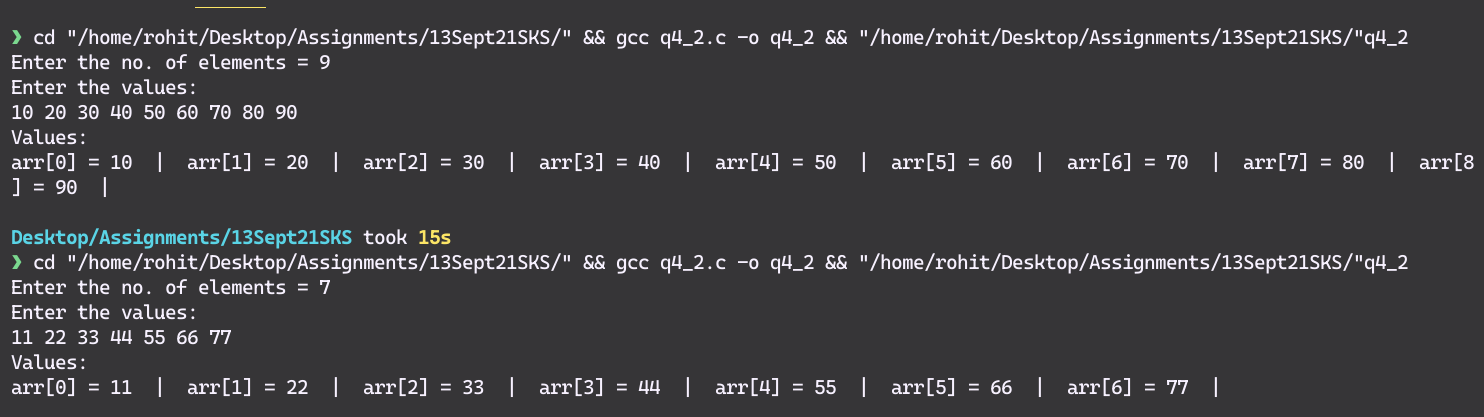 ❯ cd "/home/rohit/Desktop/Assignments/13Sept21SKS/" && gcc q4_2.c -o q4_2 && "/home/rohit/Desktop/Assignments/13Sept21SKS/"q4_2
Enter the no. of elements = 9
Enter the values:
10 20 30 40 50 60 70 80 90
Values:
arr[0] = 10  |  arr[1] = 20  |  arr[2] = 30  |  arr[3] = 40  |  arr[4] = 50  |  arr[5] = 60  |  arr[6] = 70  |  arr[7] = 80  |  arr[8
] = 90  |
Desktop/Assignments/13Sept21SKS took 15s
❯ cd "/home/rohit/Desktop/Assignments/13Sept21SKS/" && gcc q4_2.c -o q4_2 && "/home/rohit/Desktop/Assignments/13Sept21SKS/"q4_2
Enter the no. of elements = 7
Enter the values:
11 22 33 44 55 66 77
Values:
arr[0] = 11  |  arr[1] = 22  |  arr[2] = 33  |  arr[3] = 44  |  arr[4] = 55  |  arr[5] = 66  |  arr[6] = 77  |